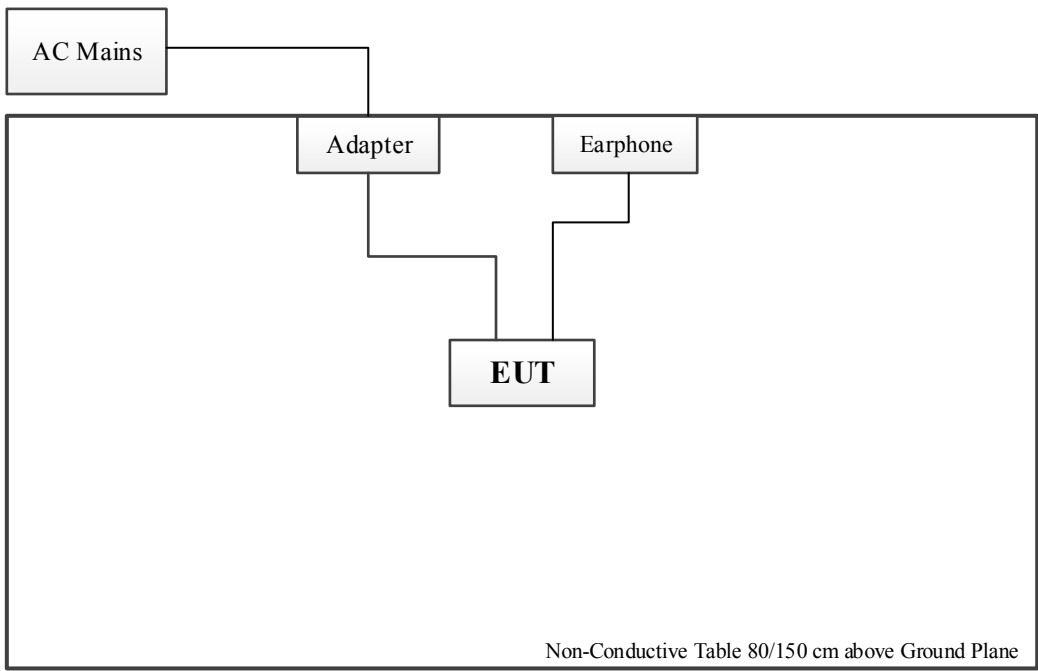 AC Mains
Adapter
Earphone
EUT
Non-Conductive Table 80/150 cm above Ground Plane